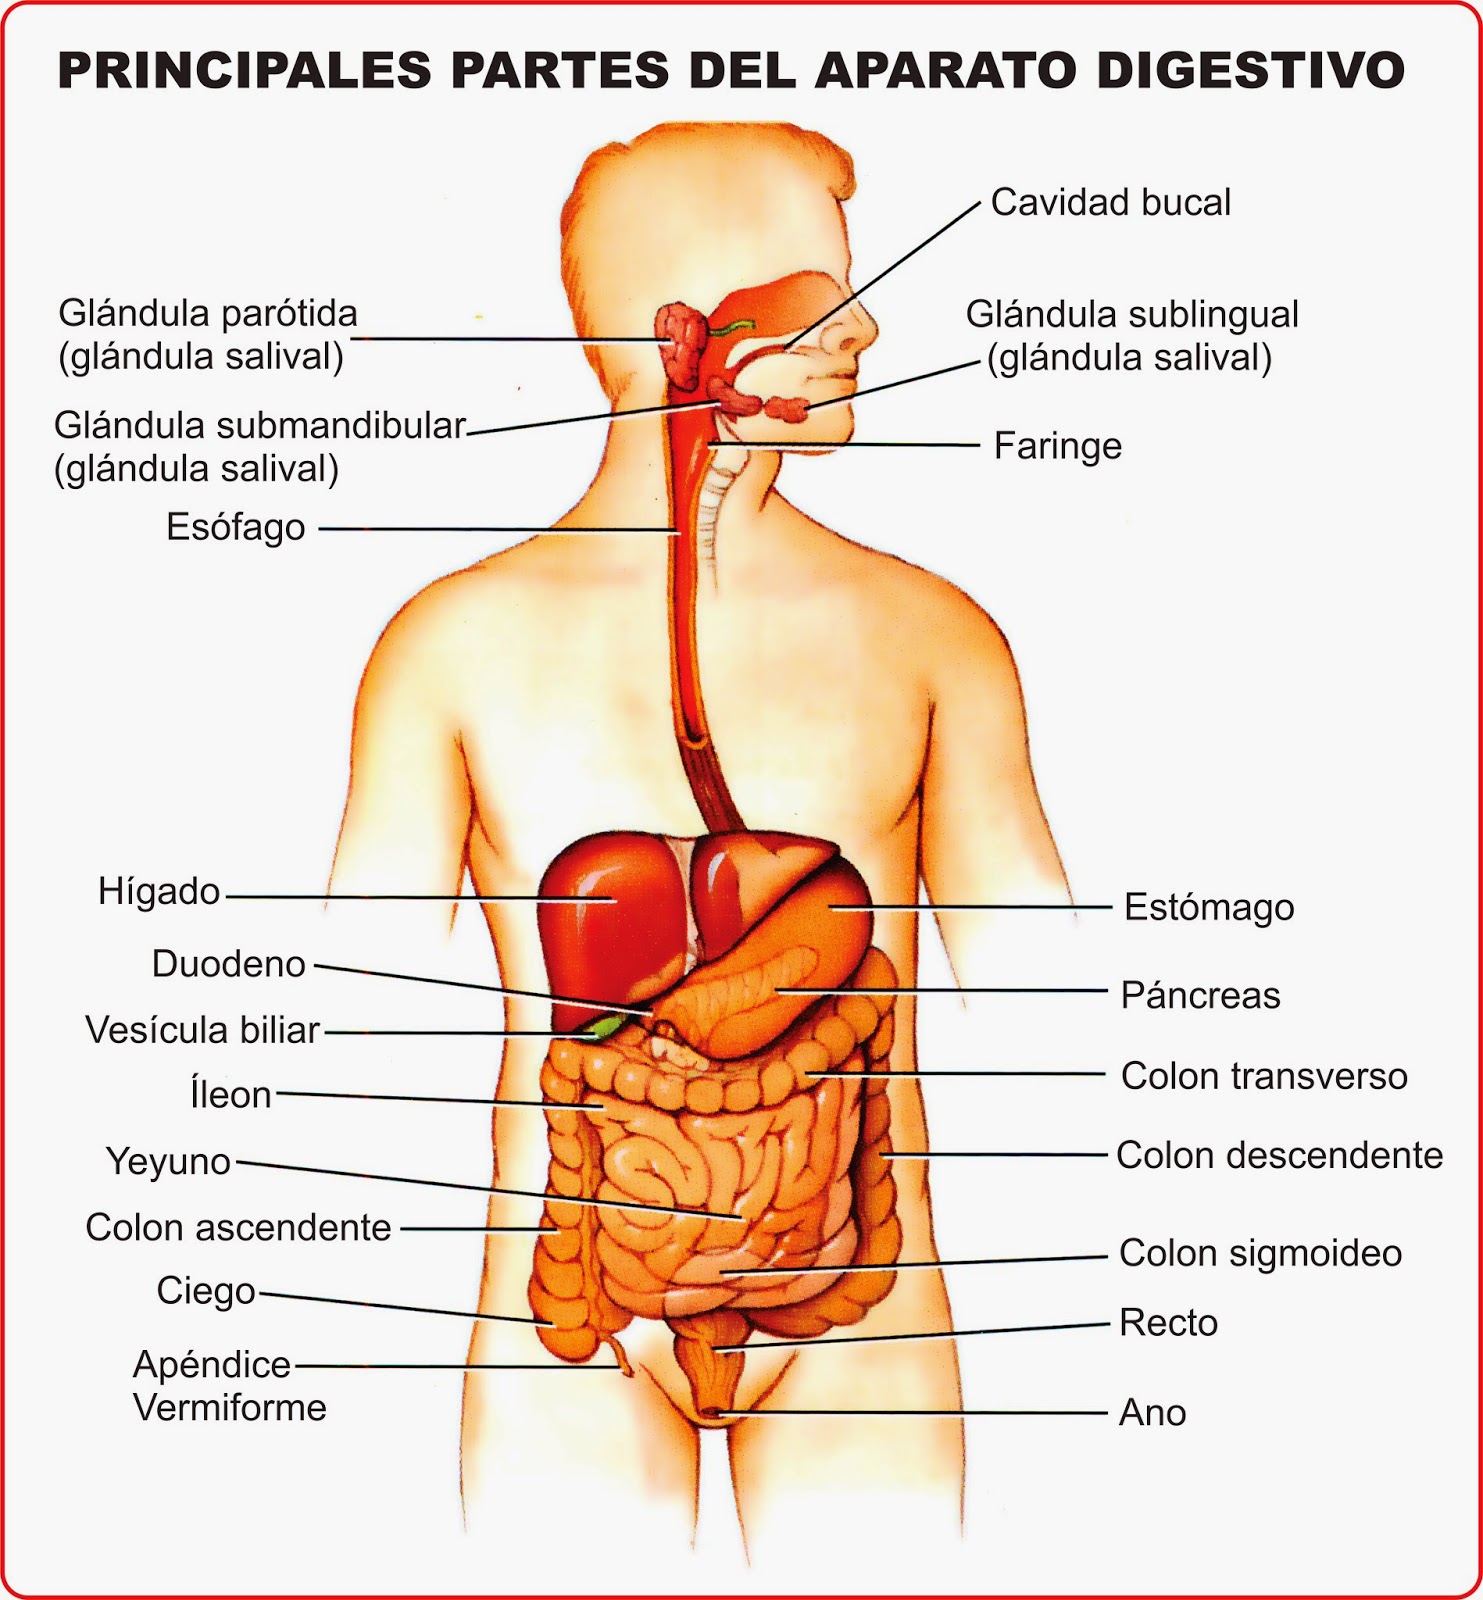 PRINCIPALES PARTES DEL APARATO DIGESTIVO
Cavidad bucal
Glándula parótida
(glándula salival)
Glándula sublingual
(glándula salival)
Glándula submandibular
(glándula salival)
Faringe
Esófago
Hígado
Estómago
Duodeno
Páncreas
Vesícula biliar
Colon transverso
Íleon
Colon descendente
Yeyuno
Colon ascendente
Colon sigmoideo
Ciego
Recto
Apéndice
Vermiforme
Ano